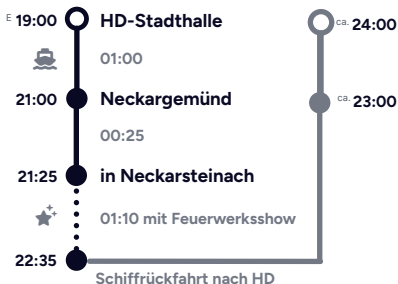 E 19:00 HD-Stadthalle ca. 24:00
01:00
21:00 Neckargemünd ca. 23:00
00:25
21:25 in Neckarsteinach
01:10 mit Feuerwerksshow
22:35
Schiffrückfahrt nach HD